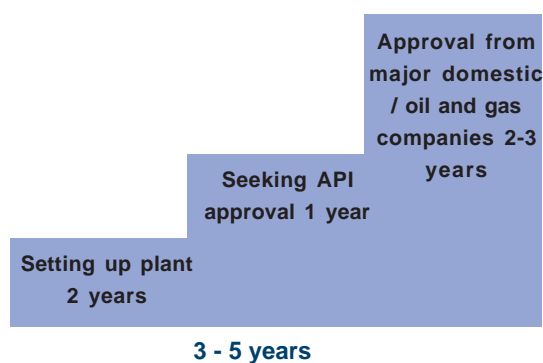 Approval from
major domestic
/ oil and gas
companies 2-3
years
Seeking API
approval 1 year
Setting up plant
2 years
3 - 5 years